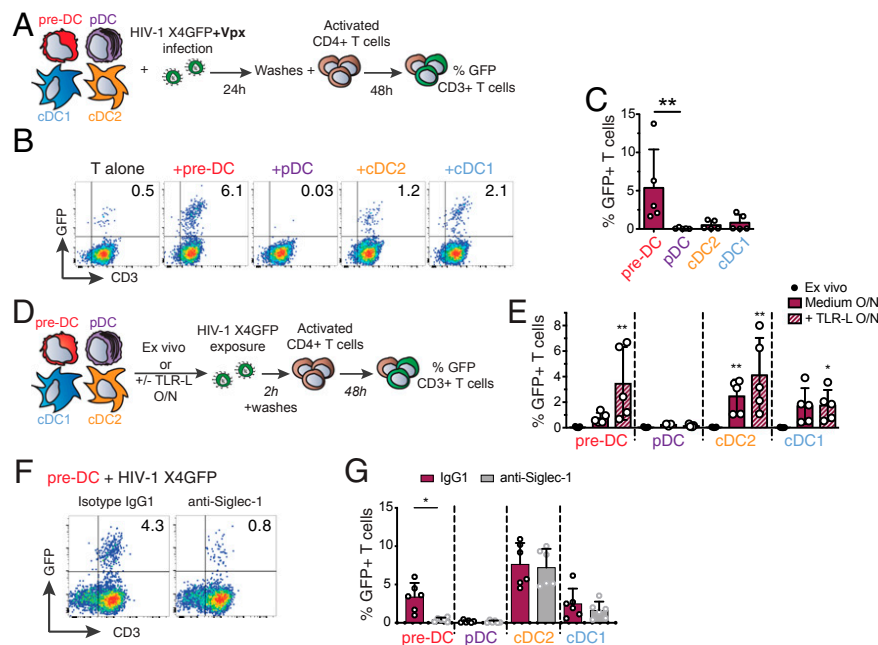 A
pre-DC pDC
cDC1 cDC2
+
HIV-1 X4GFP+Vpx
infection
24h
Washes +
Activated
CD4+ T cells
48h
% GFP
CD3+ T cells
B
T alone +pre-DC +pDC +cDC2 +cDC1
0.5 6.1 0.03 1.2 2.1
GFP
CD3
C
**
% GFP+ T cells
15
10
5
0
pre-DC pDC cDC2 cDC1
D
pre-DC pDC
cDC1 cDC2
Ex vivo
or
+/- TLR-L
O/N
HIV-1 X4GFP
exposure
2h
+washes
Activated
CD4+ T cells
48h
% GFP
CD3+ T cells
E
Ex vivo
Medium O/N
+ TLR-L O/N
% GFP+ T cells
8
6
4
2
0
** ** ** *
pre-DC pDC cDC2 cDC1
F
pre-DC + HIV-1 X4GFP
Isotype IgG1 anti-Siglec-1
4.3 0.8
GFP
CD3
G
IgG1 anti-Siglec-1
% GFP+ T cells
15
10
5
0
*
pre-DC pDC cDC2 cDC1